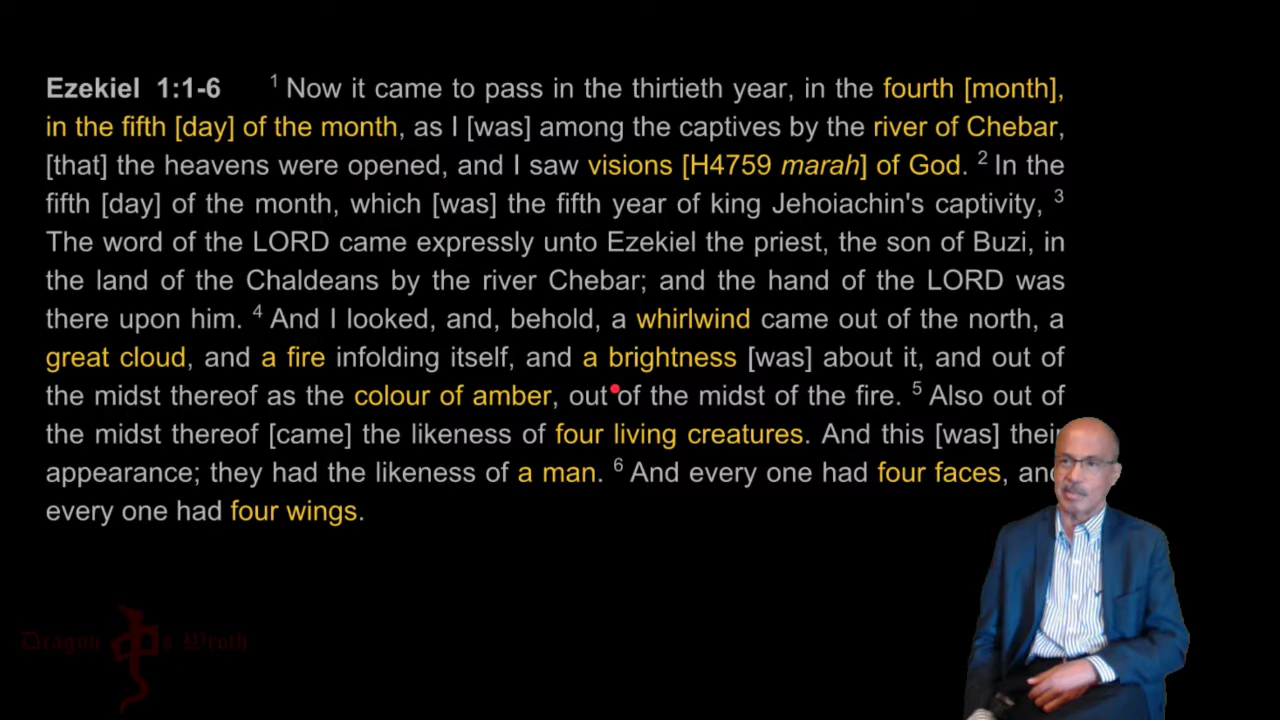 Ezekiel 1:1-6 1 Now it came to pass in the thirtieth year, in the fourth [month],
in the fifth [day] of the month, as I [was] among the captives by the river of Chebar,
[that] the heavens were opened, and I saw visions [H4759 marah] of God. 2 In the
fifth [day] of the month, which [was] the fifth year of king Jehoiachin's captivity, 3
The word of the LORD came expressly unto Ezekiel the priest, the son of Buzi, in
the land of the Chaldeans by the river Chebar; and the hand of the LORD was
there upon him. 4 And I looked, and, behold, a whirlwind came out of the north, a
great cloud, and a fire infolding itself, and a brightness [was] about it, and out of
the midst thereof as the colour of amber, out of the midst of the fire. 5 Also out of
the midst thereof [came] the likeness of four living creatures. And this [was] their
appearance; they had the likeness of a man. 6 And every one had four faces, and
every one had four wings.
Dragon s Wroth